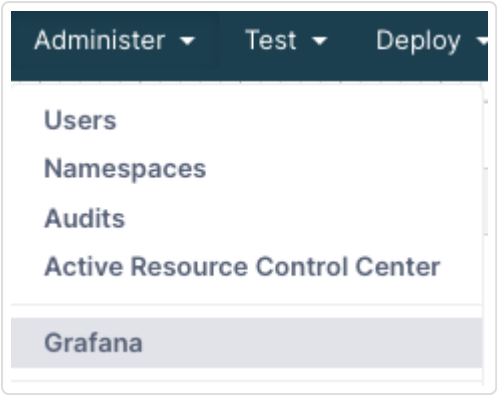 Administer Test Deploy
Users
Namespaces
Audits
Active Resource Control Center
Grafana